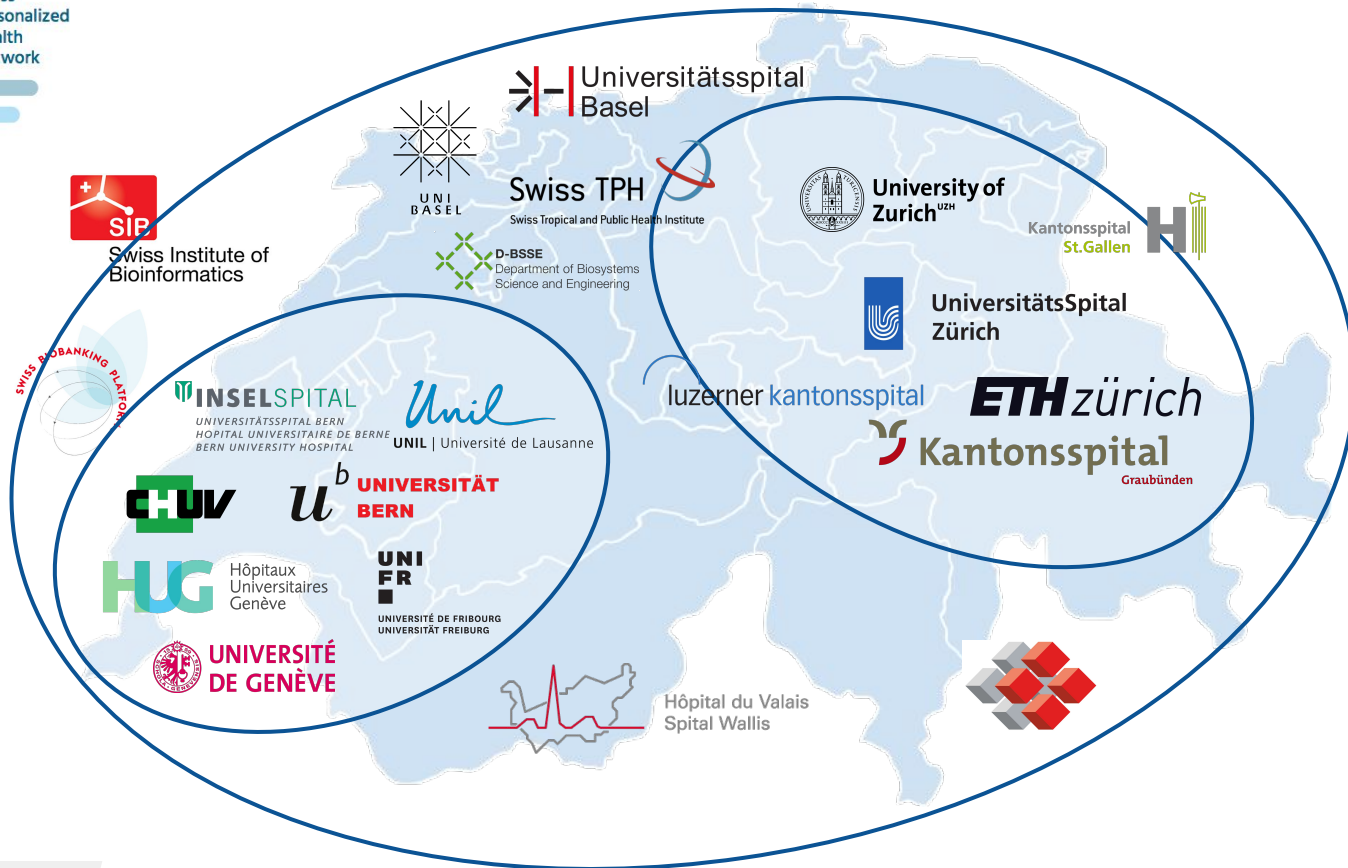 Universitätsspital
Basel
UNI
BASEL
Swiss TPH
Swiss Tropical and Public Health Institute
D-BSSE
Department of Biosystems
Science and Engineering
SIB
Swiss Institute of
Bioinformatics
SWISS BIOBANKING PLATFORM
University of
Zurich UZH
Kantonsspital
St.Gallen
UniversitätsSpital
Zürich
luzerner kantonsspital
ETH zürich
Kantonsspital
Graubünden
INSELSPITAL
UNIVERSITÄTSSPITAL BERN
HOPITAL UNIVERSITAIRE DE BERNE
BERN UNIVERSITY HOSPITAL
Unil
UNIL | Université de Lausanne
CHUV
u b UNIVERSITÄT
BERN
HUG
Hôpitaux
Universitaires
Genève
UNI
FR
UNIVERSITÉ DE FRIBOURG
UNIVERSITÄT FREIBURG
UNIVERSITÉ
DE GENÈVE
Hôpital du Valais
Spital Wallis